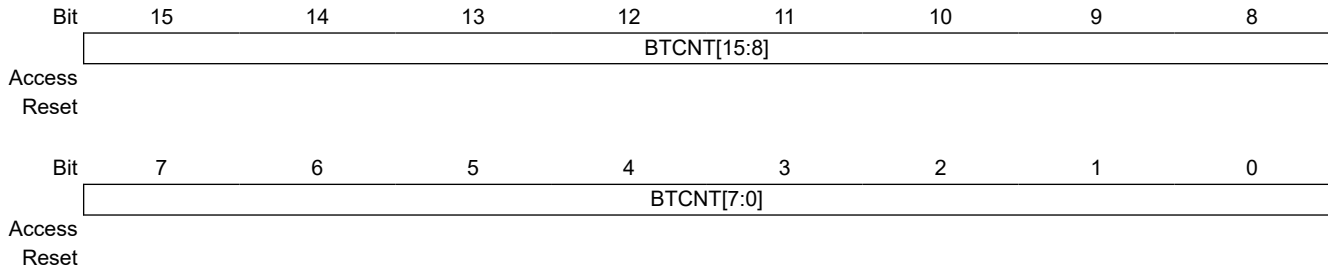 Bit 15 14 13 12 11 10 9 8
BTCNT[15:8]
Access
Reset
Bit 7 6 5 4 3 2 1 0
BTCNT[7:0]
Access
Reset